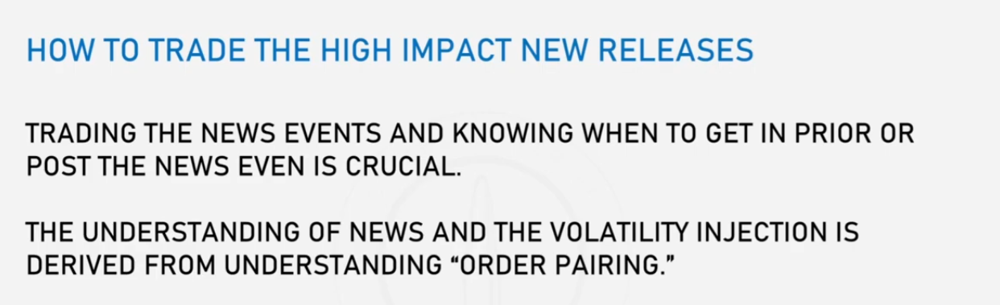 HOW TO TRADE THE HIGH IMPACT NEW RELEASES
TRADING THE NEWS EVENTS AND KNOWING WHEN TO GET IN PRIOR OR
POST THE NEWS EVEN IS CRUCIAL.
THE UNDERSTANDING OF NEWS AND THE VOLATILITY INJECTION IS
DERIVED FROM UNDERSTANDING “ORDER PAIRING.”